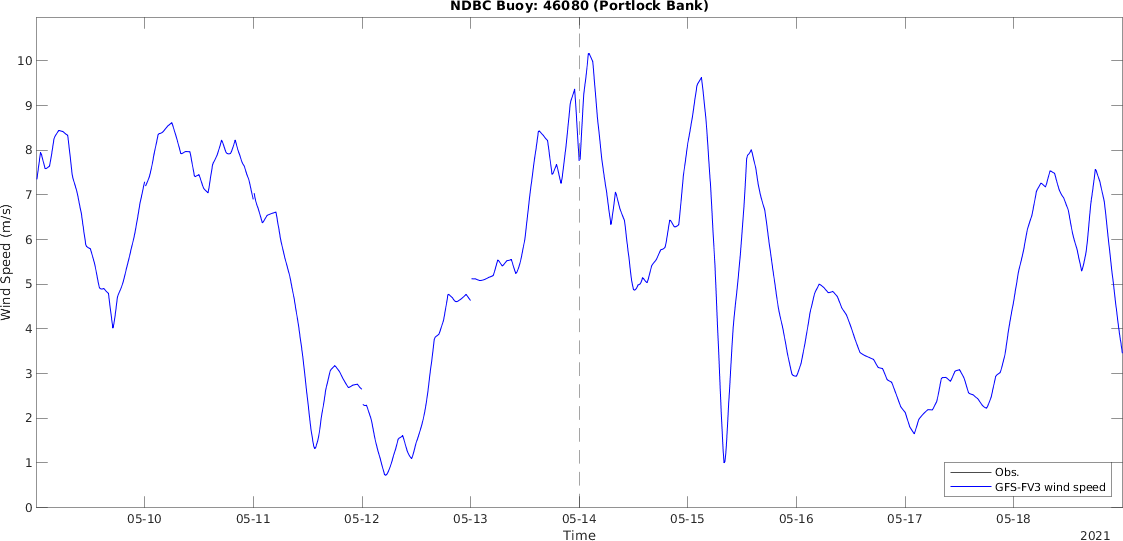 NDBC Buoy: 46080 (Portlock Bank)
10
9
8
7
6
5
4
3
2
1
0
Wind Speed (m/s)
Obs.
GFS-FV3 wind speed
05-10 05-11 05-12 05-13 05-14 05-15 05-16 05-17 05-18
Time
2021